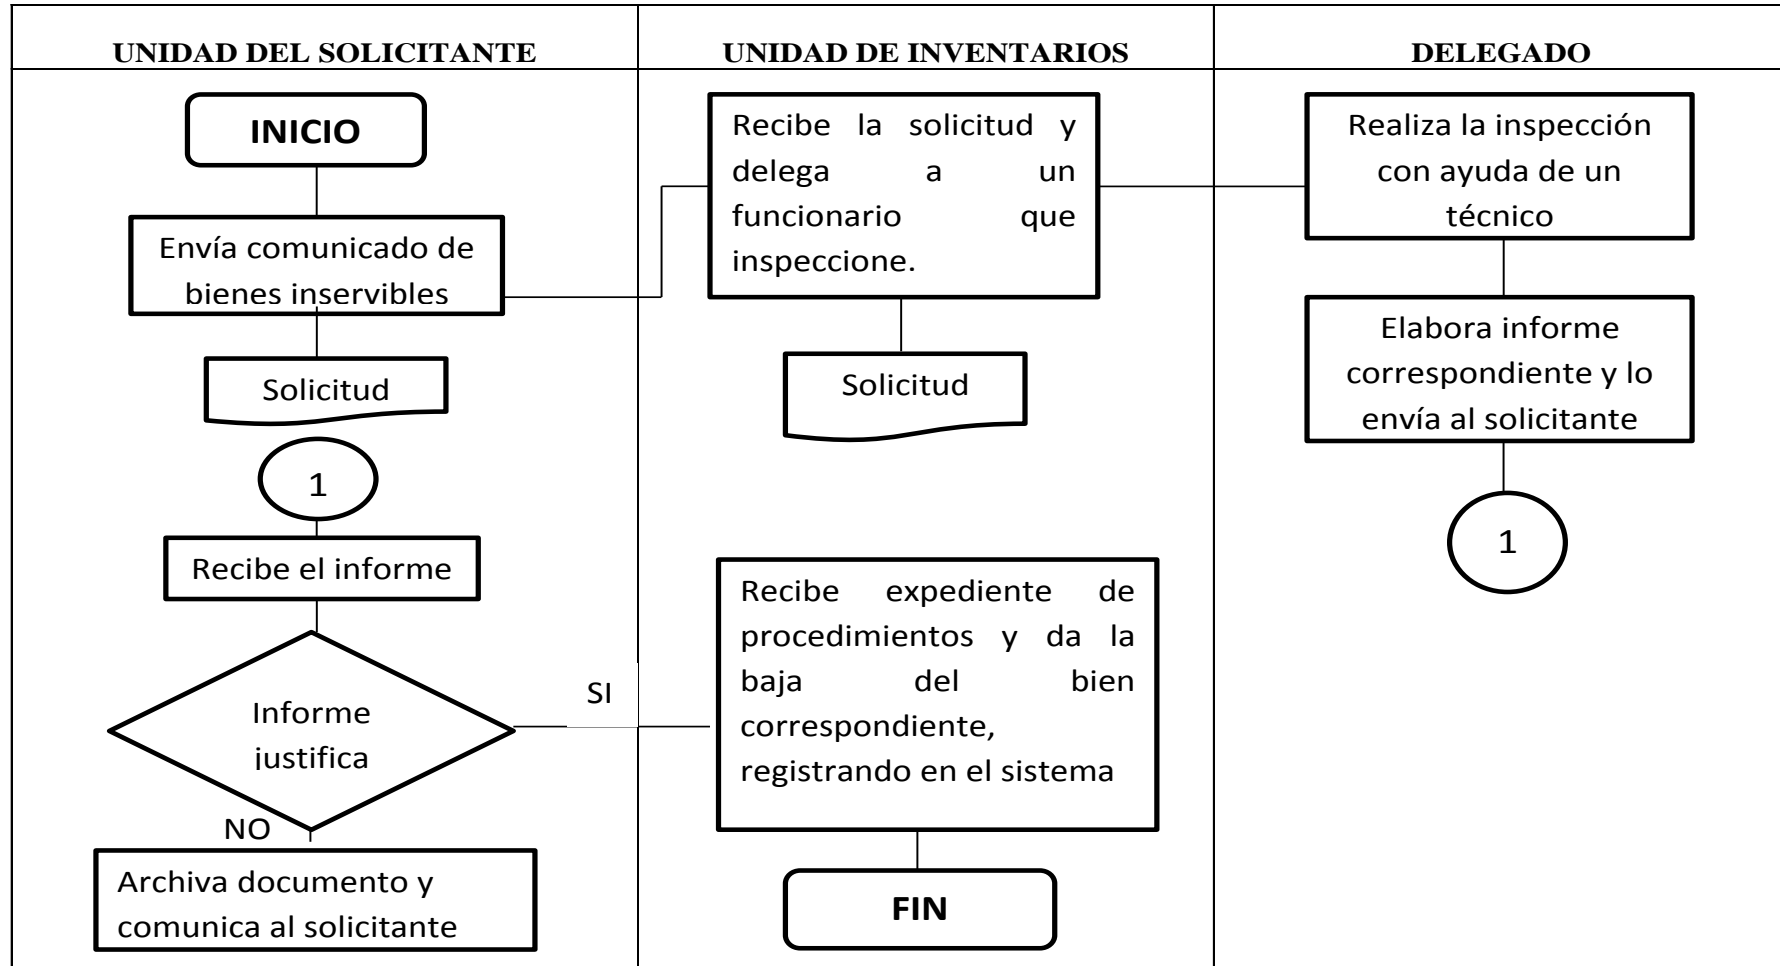 UNIDAD DEL SOLICITANTE
UNIDAD DE INVENTARIOS
DELEGADO
INICIO
Envía comunicado de
bienes inservibles
Solicitud
1
Recibe el informe
Informe
justifica
SI
NO
Archiva documento y
comunica al solicitante
Recibe la solicitud y
delega a un
funcionario que
inspeccione.
Solicitud
Recibe expediente de
procedimientos y da la
baja del bien
correspondiente,
registrando en el sistema
FIN
Realiza la inspección
con ayuda de un
técnico
Elabora informe
correspondiente y lo
envía al solicitante
1